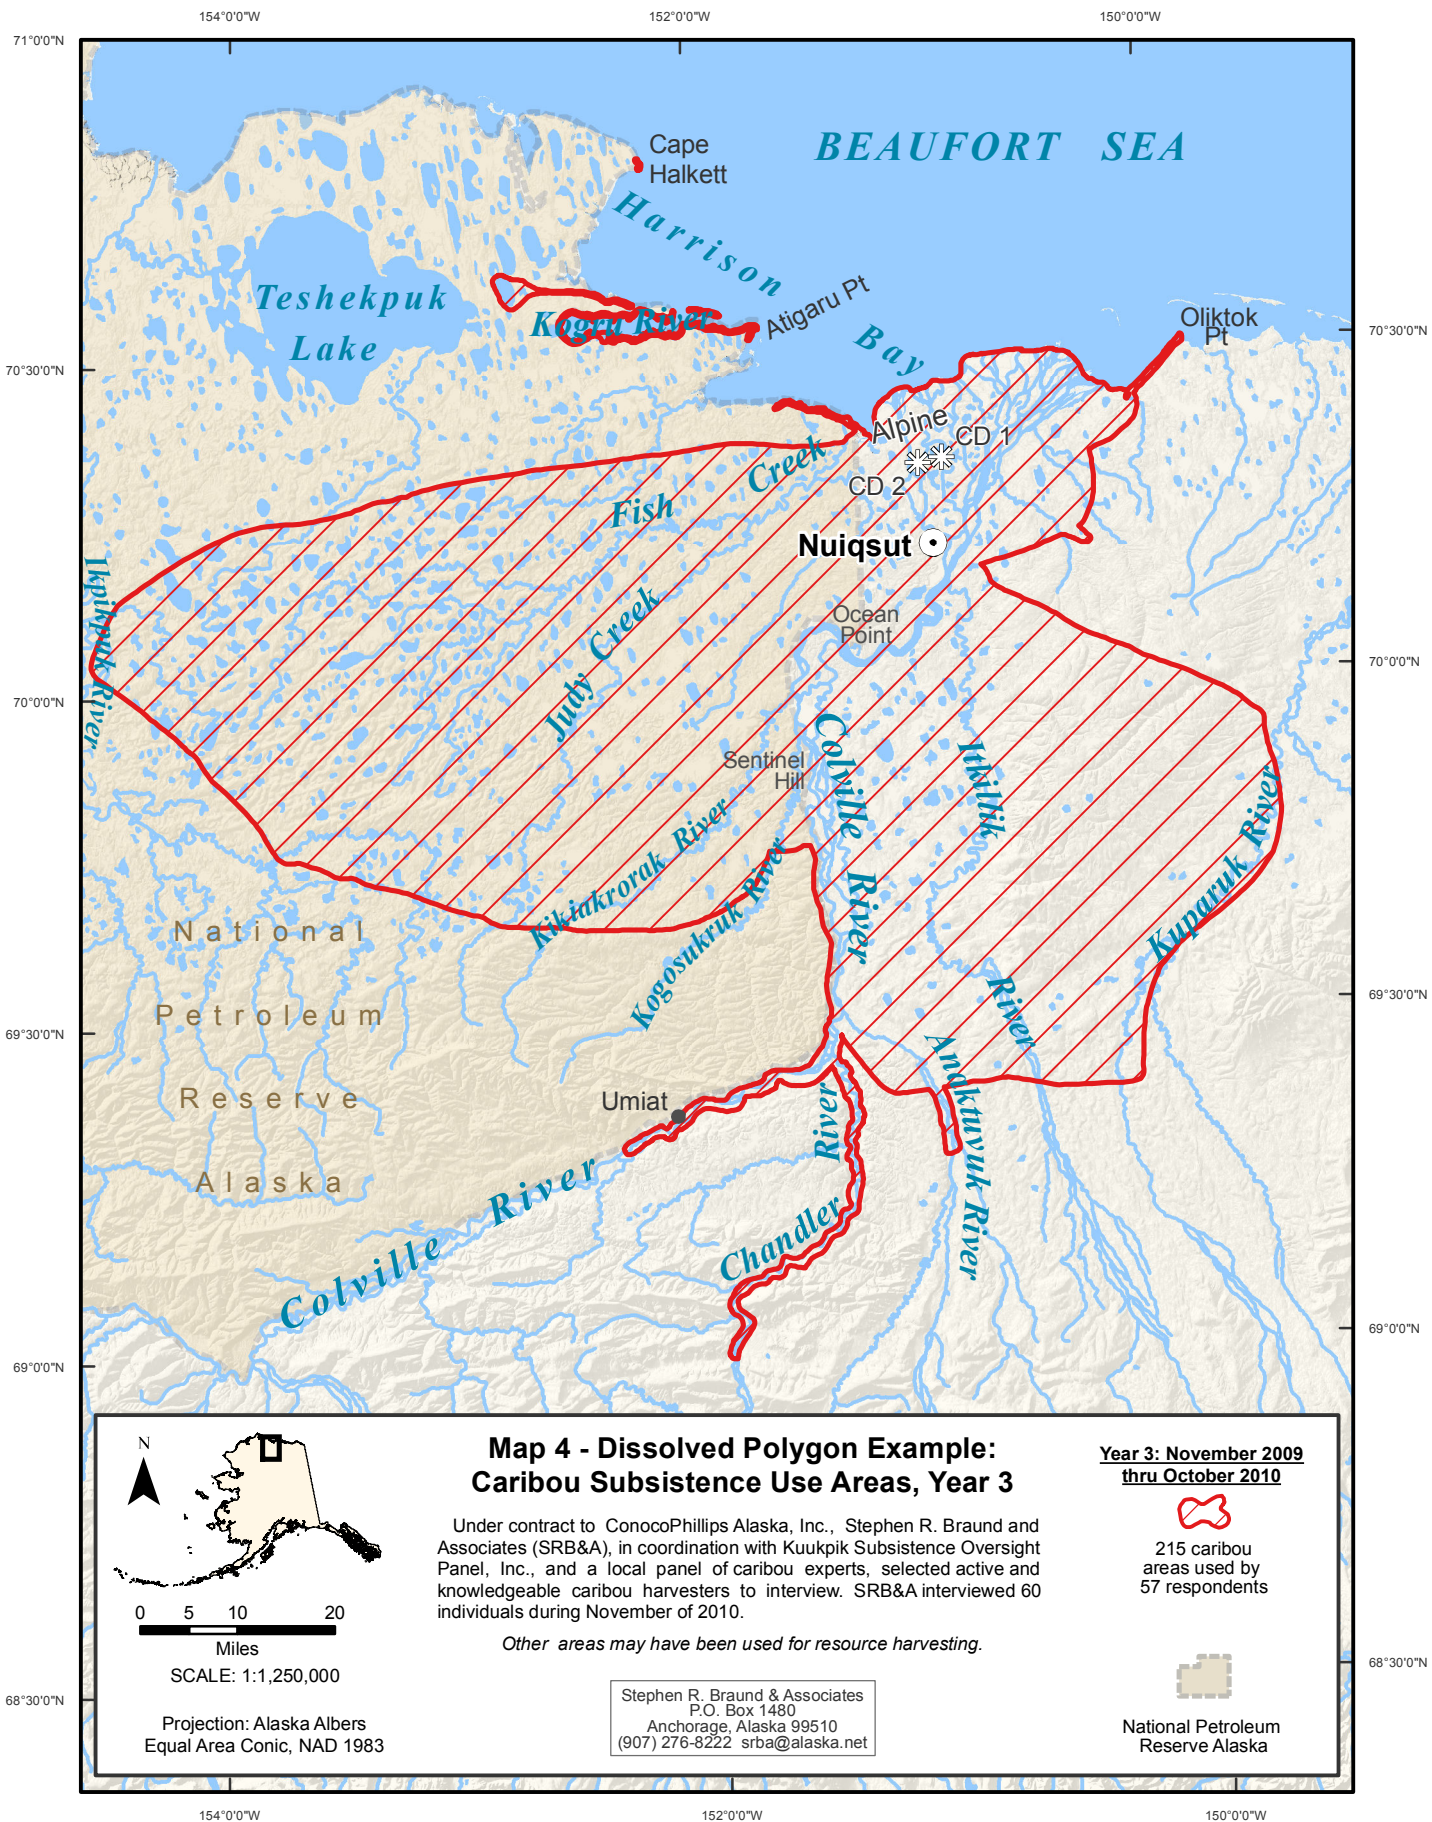 154°0'0"W
152°0'0"W
150°0'0"W
71°0'0"N
70°30'0"N
70°0'0"N
69°30'0"N
69°0'0"N
68°30'0"N
70°30'0"N
70°0'0"N
69°30'0"N
69°0'0"N
68°30'0"N
BEAUFORT SEA
Cape
Halkett
Harrison
Bay
Teshekpuk
Lake
Kogru River
Atigaru Pt
Oliktok
Pt
Alpine
CD 1
CD 2
Fish
Creek
Nuiqsut
Ikpikpuk River
Judy Creek
Ocean
Point
Sentinel
Hill
Colville River
Itkillik
River
Kuparuk River
Kikiakrorak River
Kogosukruk River
National
Petroleum
Reserve
Alaska
Umiat
Anaktuvuk River
Chandler
River
Colville River
N
0 5 10 20
Miles
SCALE: 1:1,250,000
Projection: Alaska Albers
Equal Area Conic, NAD 1983
Map 4 - Dissolved Polygon Example:
Caribou Subsistence Use Areas, Year 3
Under contract to ConocoPhillips Alaska, Inc., Stephen R. Braund and
Associates (SRB&A), in coordination with Kuukpik Subsistence Oversight
Panel, Inc., and a local panel of caribou experts, selected active and
knowledgeable caribou harvesters to interview. SRB&A interviewed 60
individuals during November of 2010.
Other areas may have been used for resource harvesting.
Stephen R. Braund & Associates
P.O. Box 1480
Anchorage, Alaska 99510
(907) 276-8222 srba@alaska.net
Year 3: November 2009
thru October 2010
215 caribou
areas used by
57 respondents
National Petroleum
Reserve Alaska
154°0'0"W
152°0'0"W
150°0'0"W